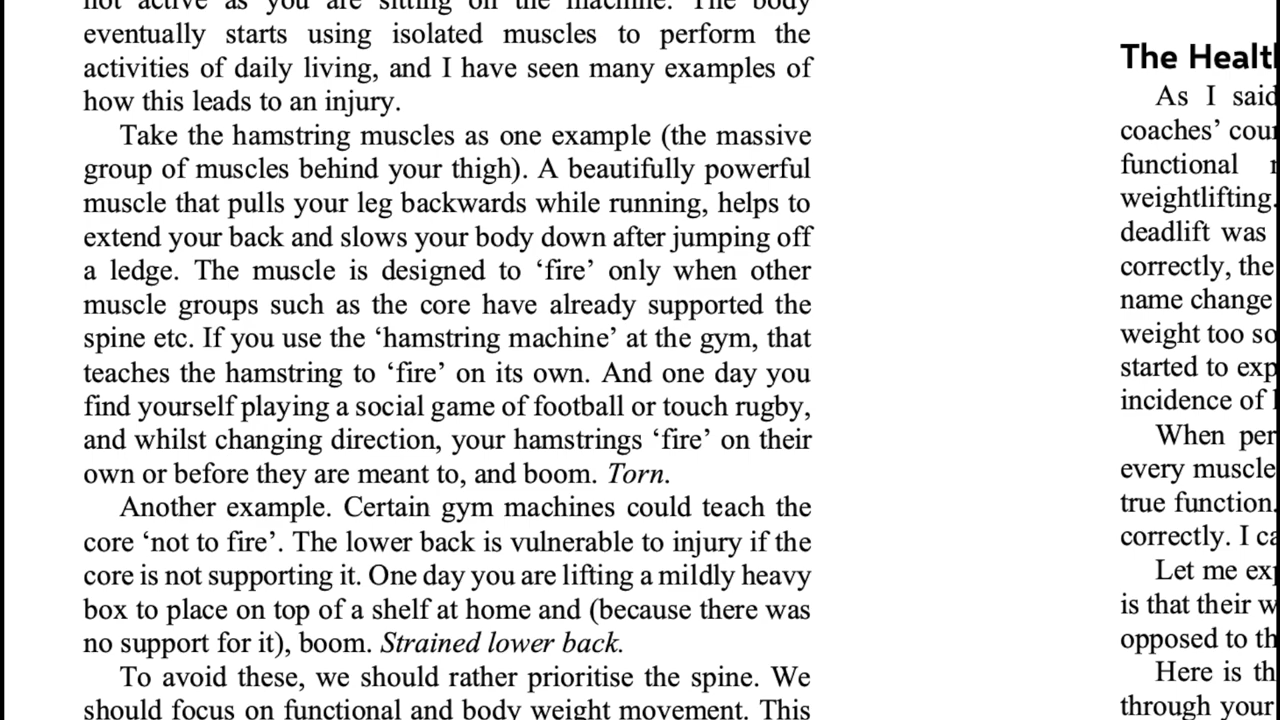 not active as you are sitting on the machine. The body
eventually starts using isolated muscles to perform the
activities of daily living, and I have seen many examples of
how this leads to an injury.
Take the hamstring muscles as one example (the massive
group of muscles behind your thigh). A beautifully powerful
muscle that pulls your leg backwards while running, helps to
extend your back and slows your body down after jumping off
a ledge. The muscle is designed to ‘fire’ only when other
muscle groups such as the core have already supported the
spine etc. If you use the ‘hamstring machine’ at the gym, that
teaches the hamstring to ‘fire’ on its own. And one day you
find yourself playing a social game of football or touch rugby,
and whilst changing direction, your hamstrings ‘fire’ on their
own or before they are meant to, and boom. Torn.
Another example. Certain gym machines could teach the
core ‘not to fire’. The lower back is vulnerable to injury if the
core is not supporting it. One day you are lifting a mildly heavy
box to place on top of a shelf at home and (because there was
no support for it), boom. Strained lower back.
To avoid these, we should rather prioritise the spine. We
should focus on functional and body weight movement. This
The Healt
As I said
coaches’ cou
functional
weightlifting.
deadlift was
correctly, the
name change
weight too so
started to exp
incidence of
When per
every muscle
true function.
correctly. I ca
Let me exp
is that their w
opposed to th
Here is th
through your